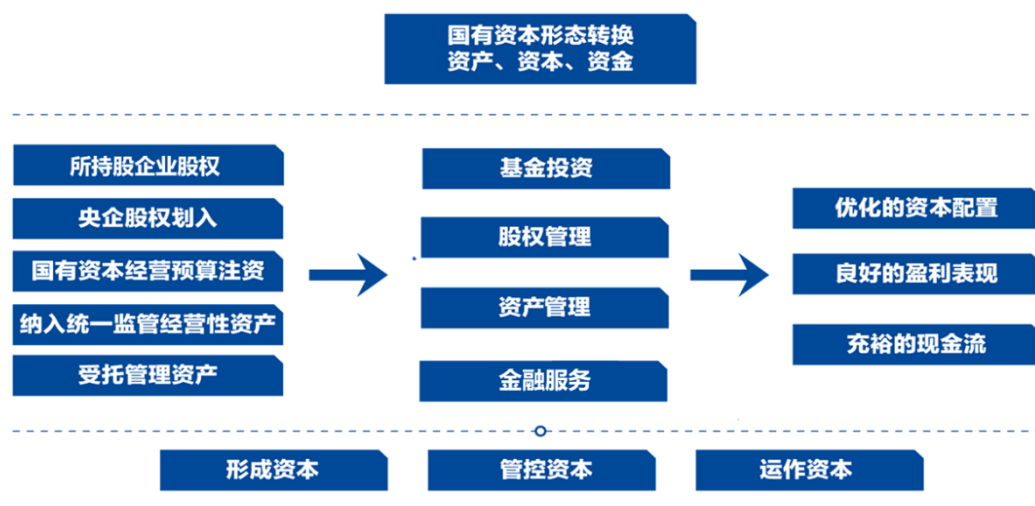 国有资本形态转换
资产、资本、资金
所持股企业股权
央企股权划入
国有资本经营预算注资
纳入统一监管经营性资产
受托管理资产
基金投资
股权管理
资产管理
金融服务
优化的资本配置
良好的盈利表现
充裕的现金流
形成资本
管控资本
运作资本